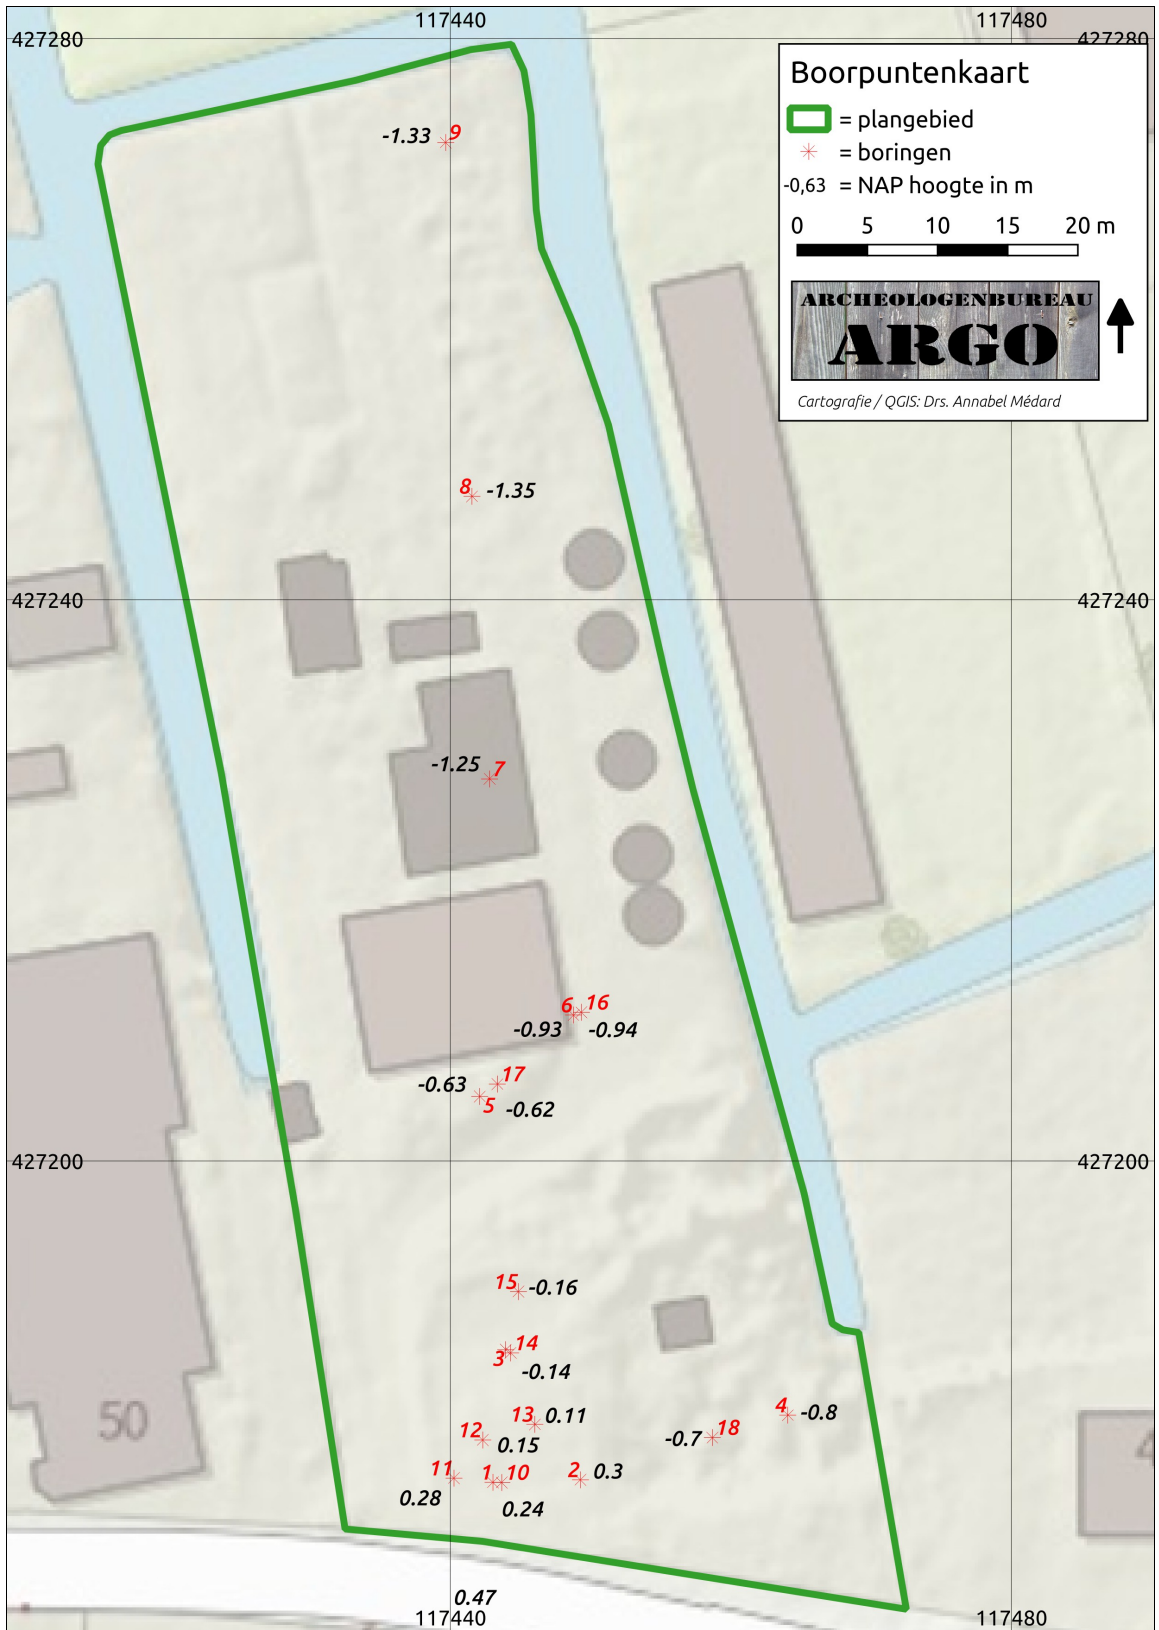 117440 117480
427280 427280
Boorpuntenkaart
= plangebied
= boringen
-0,63 = NAP hoogte in m
0 5 10 15 20 m
ARCHEOLOGENBUREAU
ARGO
Cartografie / QGIS: Drs. Annabel Médard
-1.33 9
8 -1.35
427240 427240
-1.25 7
6 16
-0.93 -0.94
-0.63 17
5 -0.62
427200 427200
15 -0.16
14
3 -0.14
4 -0.8
13 0.11
12 0.15
-0.7 18
50
4
11 1 10 2 0.3
0.28 0.24
0.47
117440 117480